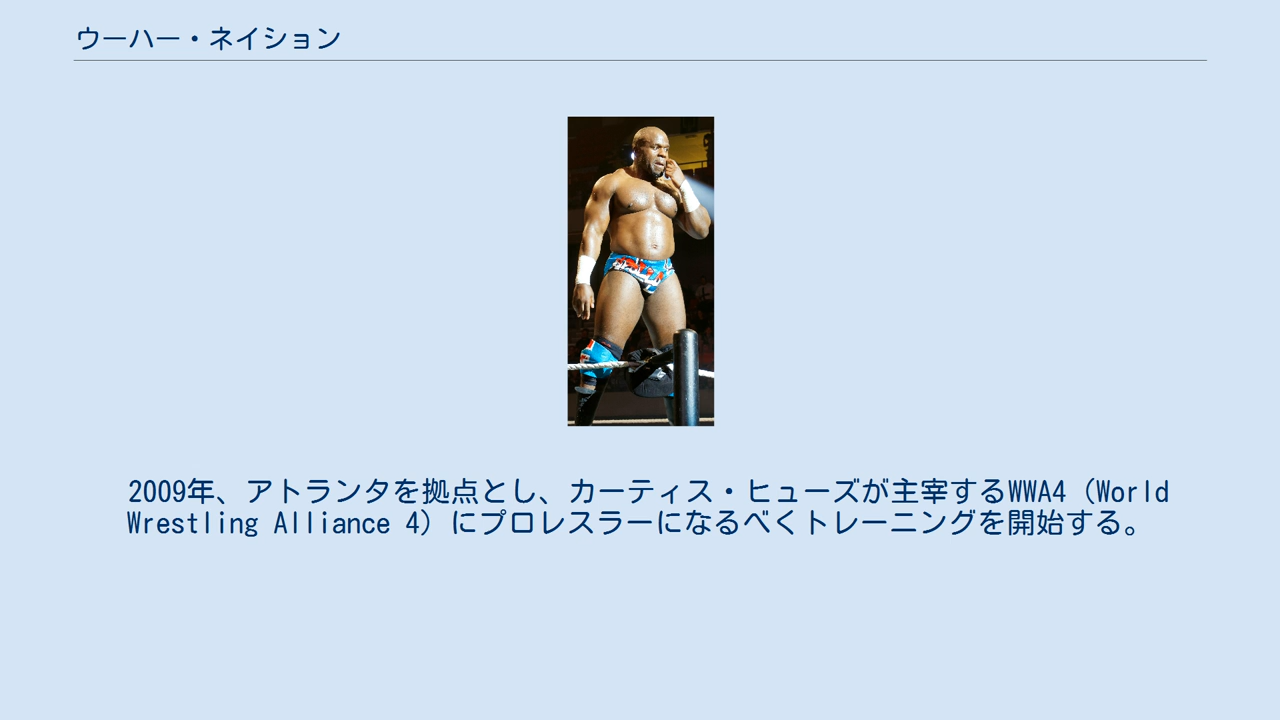 ウーハー・ネイション
2009年、アトランタを拠点とし、カーティス・ヒューズが主宰するWWA4（World
Wrestling Alliance 4）にプロレスラーになるべくトレーニングを開始する。